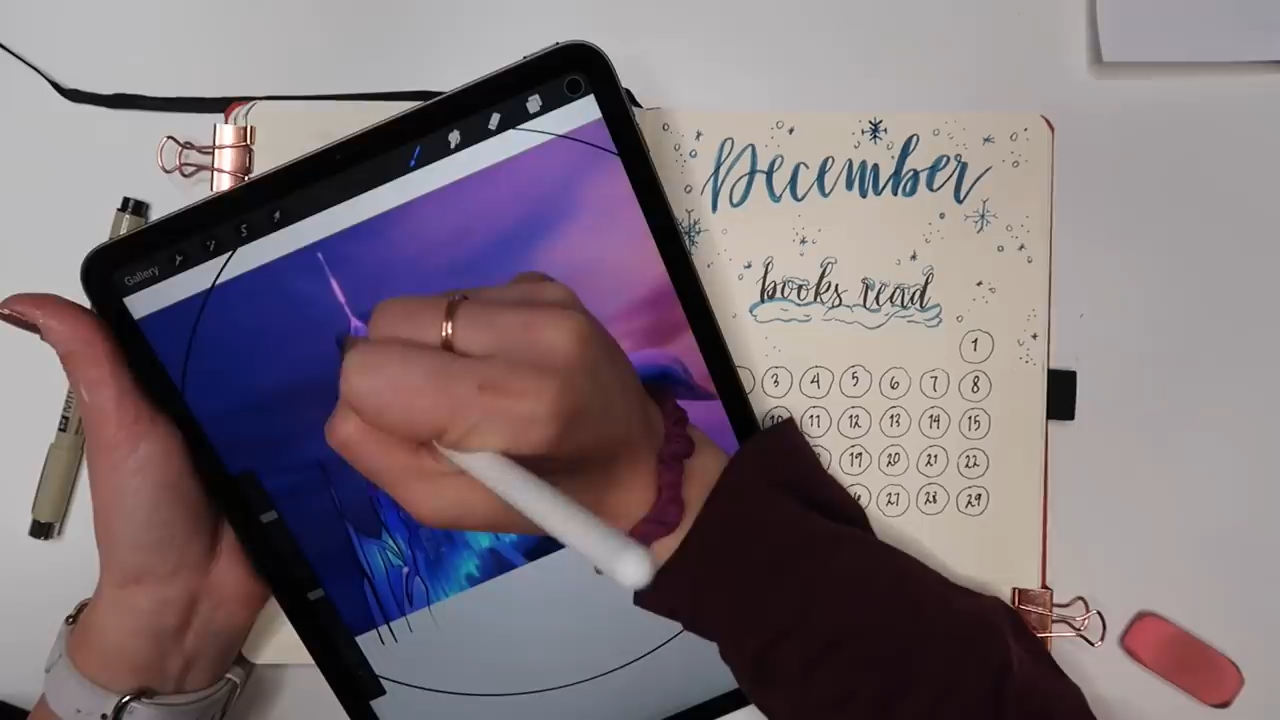 Gallery
S
December
books read
1
3 4 5 6 7 8
10 11 12 13 14 15
19 20 21 22
27 28 29